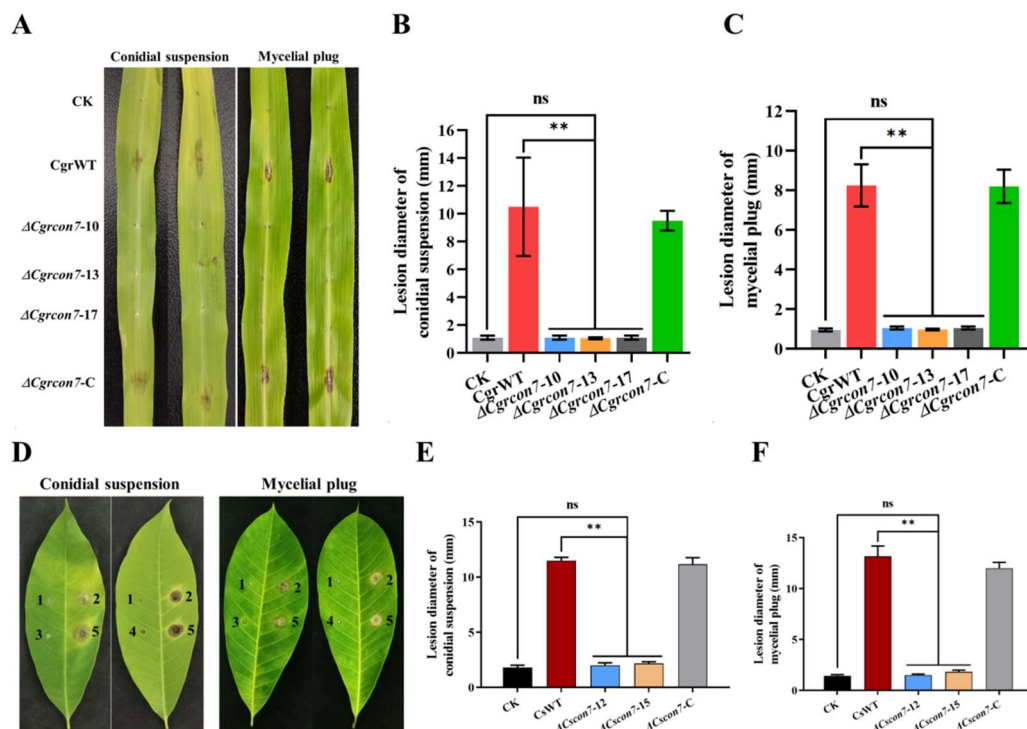 A
Conidial suspension Mycelial plug
CK
CgrWT
ΔCgrcon7-10
ΔCgrcon7-13
ΔCgrcon7-17
ΔCgrcon7-C
B
Lesion diameter of
conidial suspension (mm)
16
14
12
10
8
6
4
2
0
ns
**
CK
CgrWT
ΔCgrcon7-10
ΔCgrcon7-13
ΔCgrcon7-17
ΔCgrcon7-C
C
Lesion diameter of
mycelial plug (mm)
12
10
8
6
4
2
0
ns
**
CK
CgrWT
ΔCgrcon7-10
ΔCgrcon7-13
ΔCgrcon7-17
ΔCgrcon7-C
D
Conidial suspension Mycelial plug
1 2
3 5
2
4 5
1 2
3 5
1 2
4 5
E
Lesion diameter of
conidial suspension (mm)
15
10
5
0
ns
**
CK
CsWT
ΔCscon7-12
ΔCscon7-15
ΔCscon7-C
F
Lesion diameter of
mycelial plug (mm)
15
10
5
0
ns
**
CK
CsWT
ΔCscon7-12
ΔCscon7-15
ΔCscon7-C